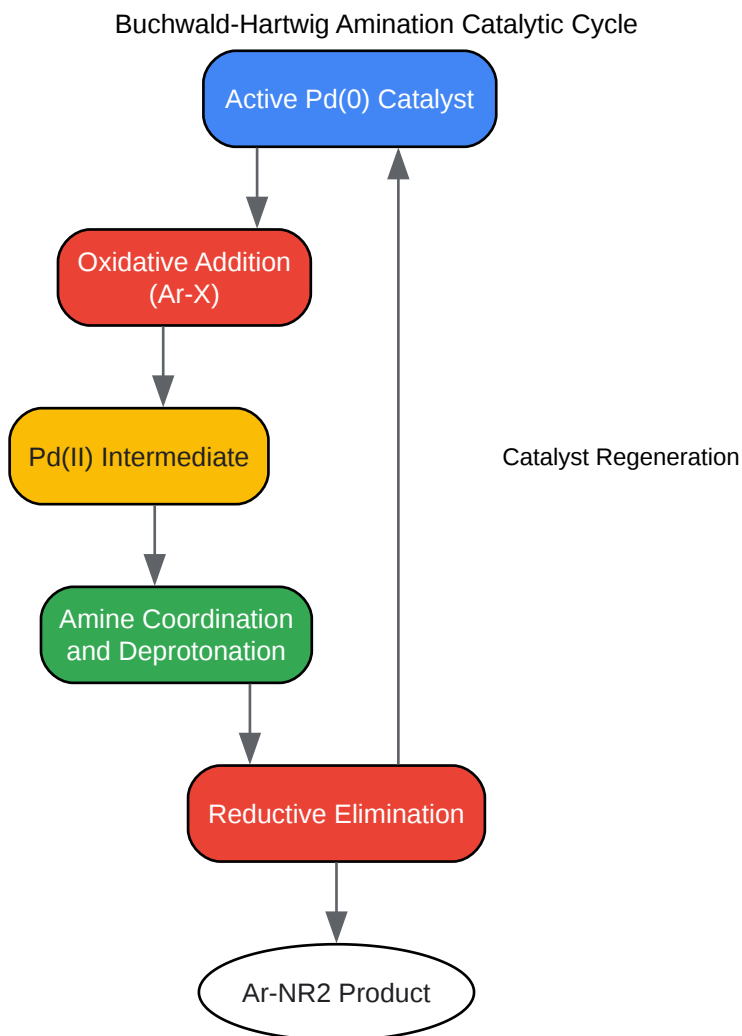 Buchwald-Hartwig Amination Catalytic Cycle
Active Pd(0) Catalyst
Oxidative Addition
(Ar-X)
Pd(II) Intermediate
Catalyst Regeneration
Amine Coordination
and Deprotonation
Reductive Elimination
Ar-NR2 Product